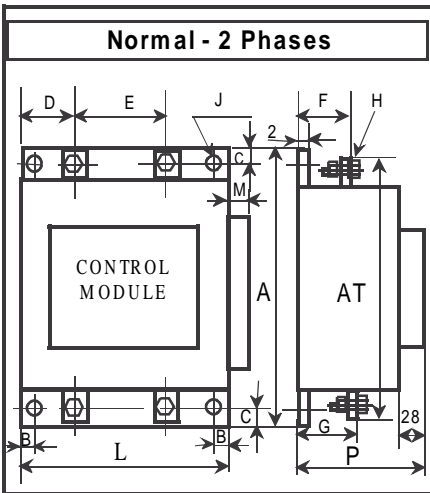 Normal - 2 Phases
D E J F H
2
C
M
CONTROL
MODULE
A
AT
C
B B
G
28
L
P